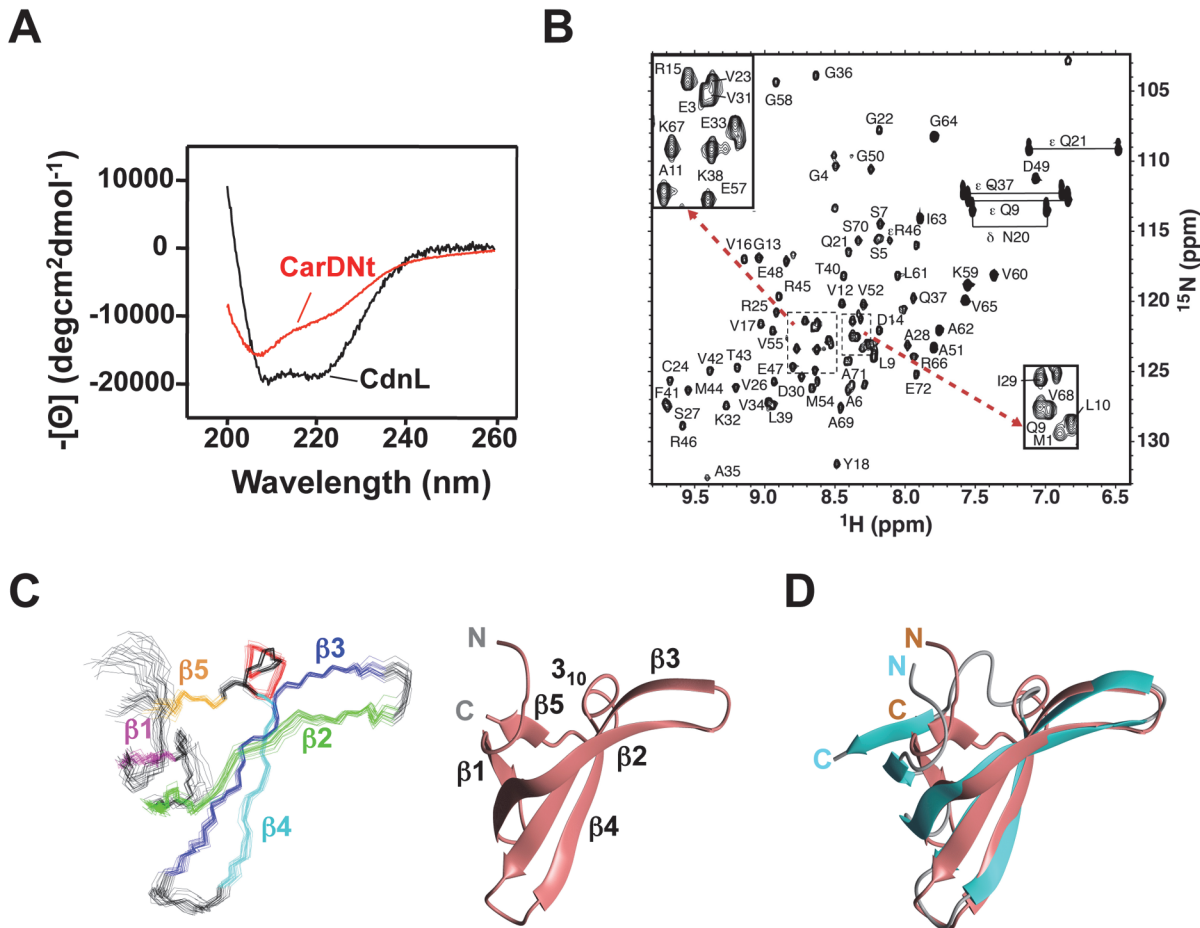 A
10000
0
-10000
-20000
-[Θ] (degcm²dmol⁻¹)
CarDNt
CdnL
200 220 240 260
Wavelength (nm)
B
R15
V23
E3
V31
K67
E33
A11
K38
E57
G36
G58
G22
G64
ε Q21
G4
G50
D49
ε Q37
S7
I63
ε Q9
S70
εR46
δ N20
V16
G13
Q21
S5
E48
T40
L61
K59
V60
R45
V12
V52
Q37
V65
R25
V17
D14
A62
V55
A28
A51
V42
T43
E47
L9
R66
C24
A71
E72
M44
V26
D30
I29
F41
V34
M54
A6
V68
L10
S27
K32
L39
A69
Q9
M1
R46
A35
Y18
105
110
115
120
125
130
¹⁵N (ppm)
9.5 9.0 8.5 8.0 7.5 7.0 6.5
¹H (ppm)
C
β5
β3
β1
β2
β4
N
3₁₀
β3
C
β5
β1
β2
β4
D
N
N
C
C